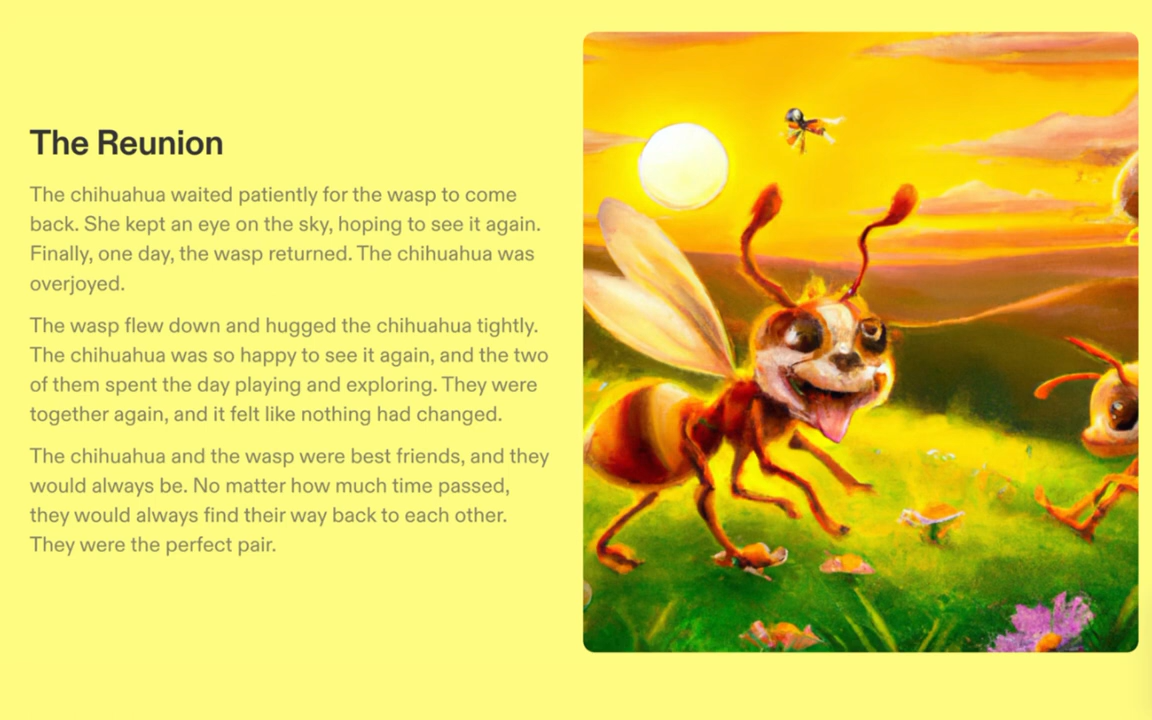 The Reunion
The chihuahua waited patiently for the wasp to come
back. She kept an eye on the sky, hoping to see it again.
Finally, one day, the wasp returned. The chihuahua was
overjoyed.
The wasp flew down and hugged the chihuahua tightly.
The chihuahua was so happy to see it again, and the two
of them spent the day playing and exploring. They were
together again, and it felt like nothing had changed.
The chihuahua and the wasp were best friends, and they
would always be. No matter how much time passed,
they would always find their way back to each other.
They were the perfect pair.